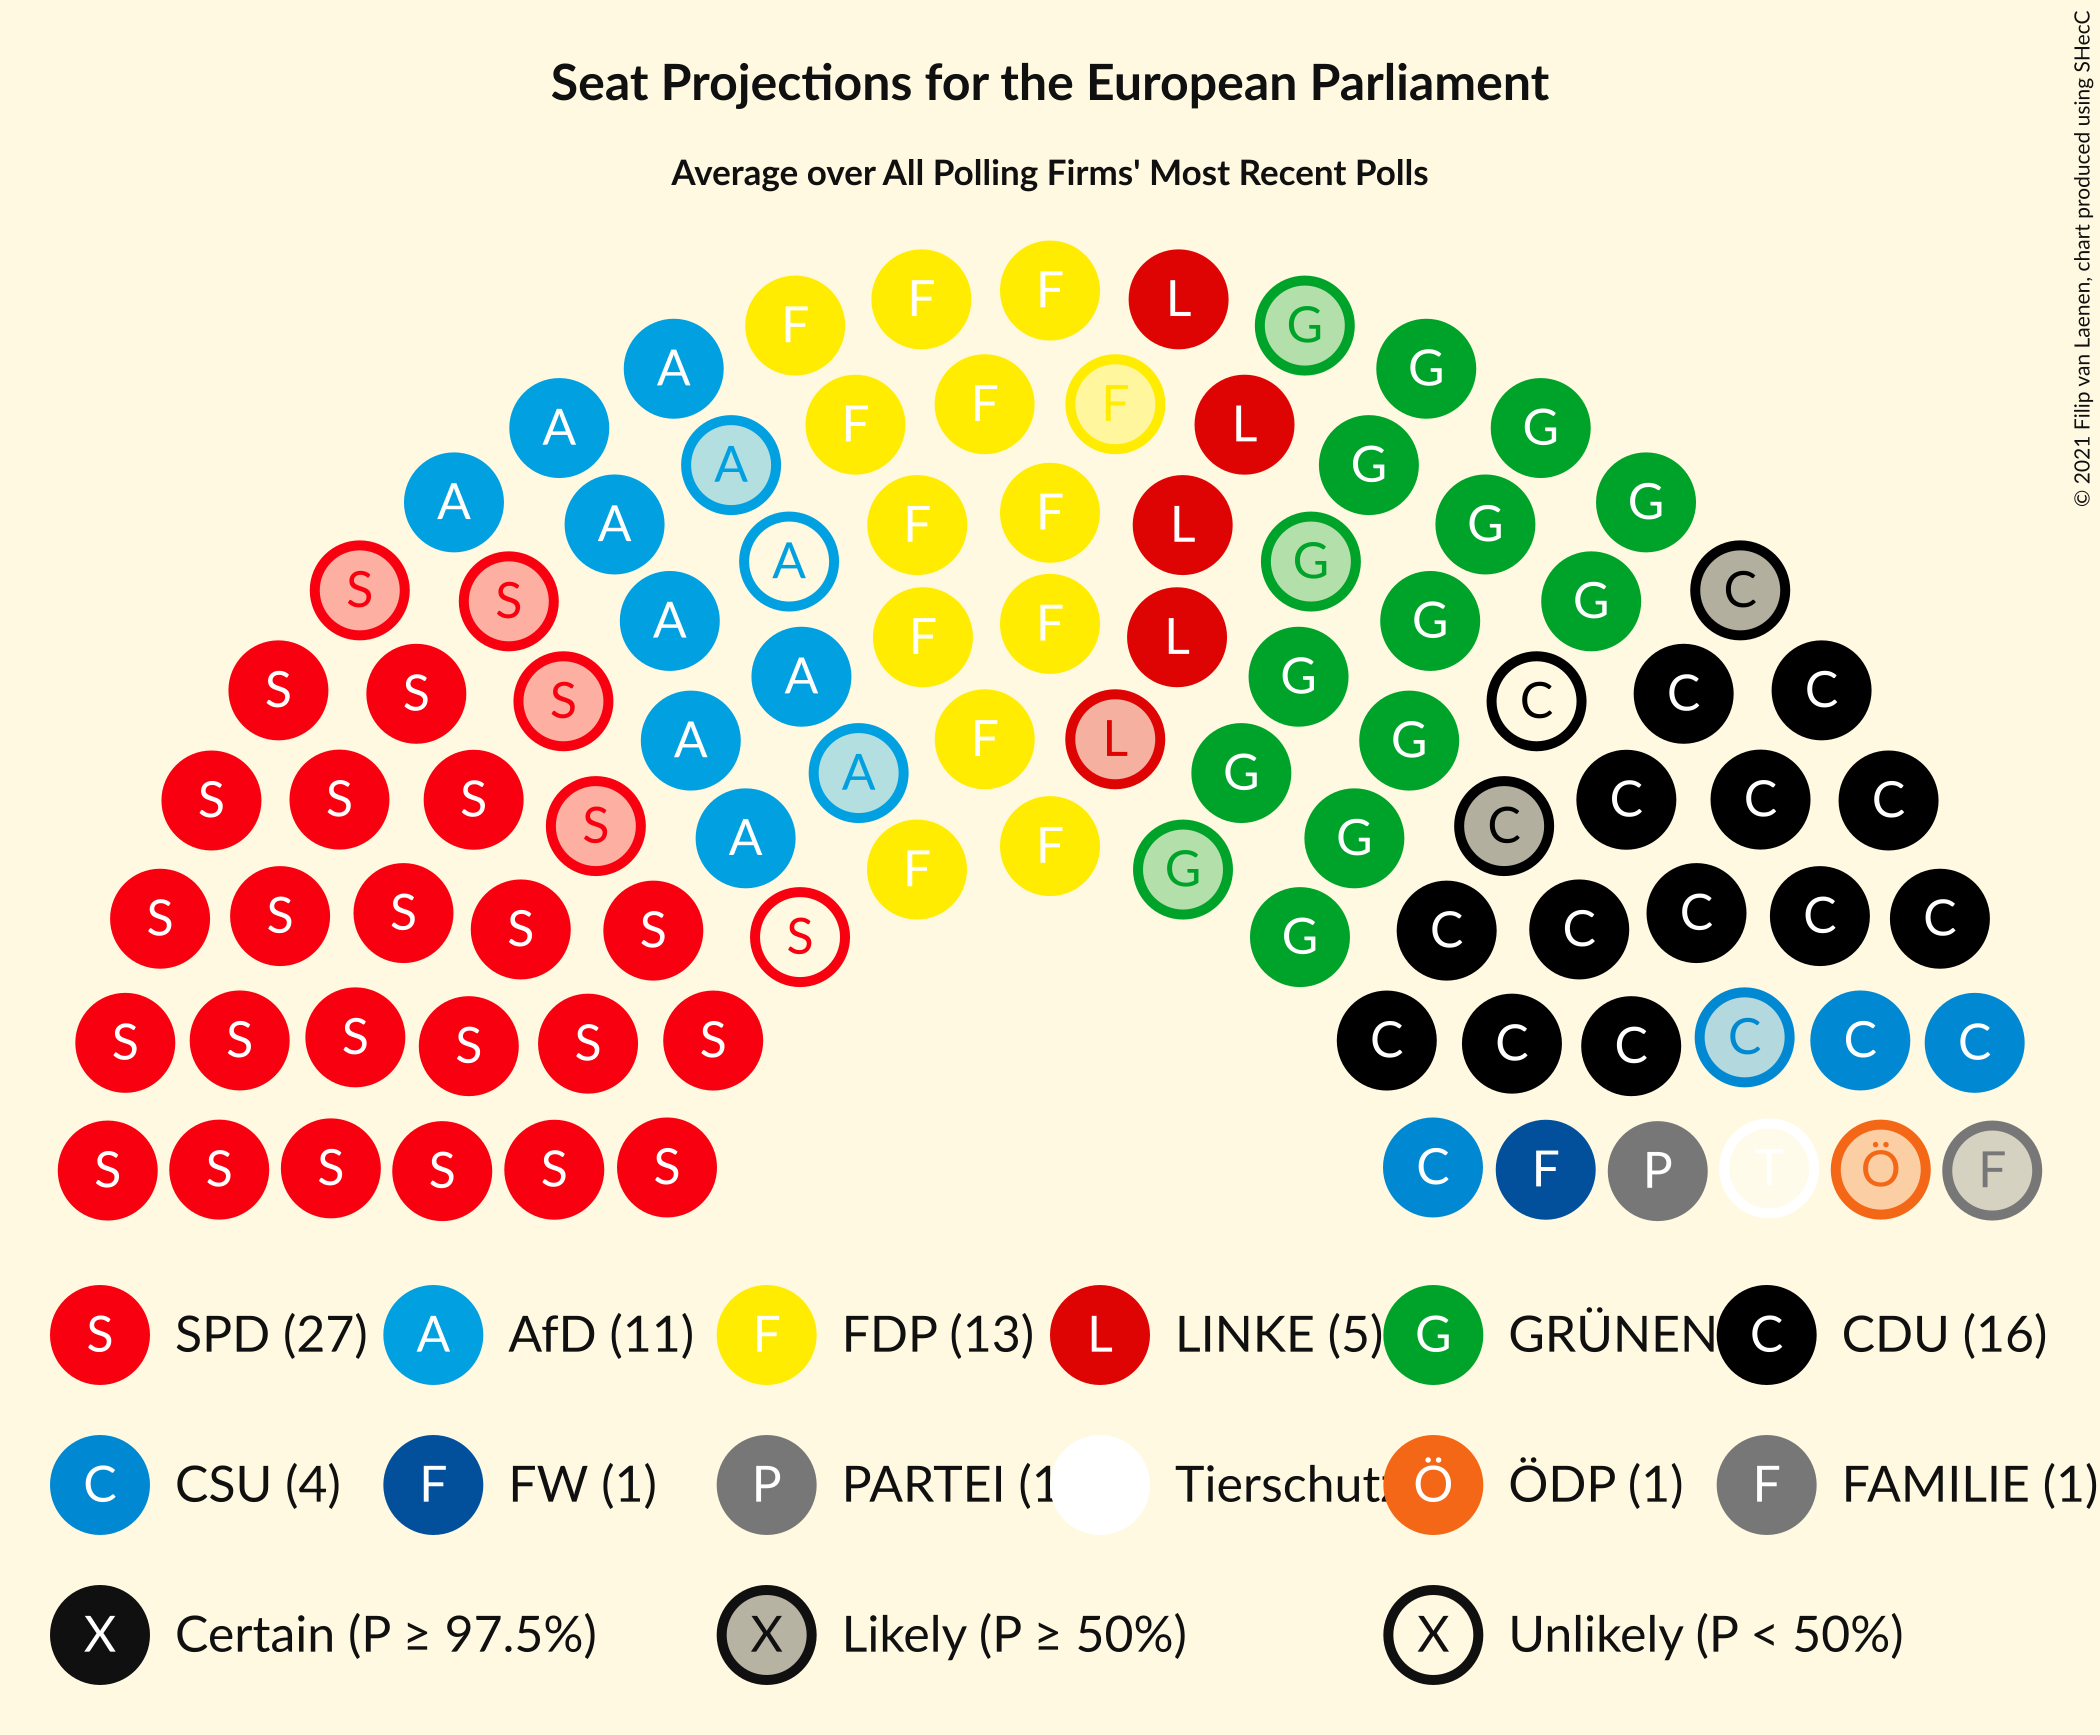 Seat Projections for the European Parliament
Average over All Polling Firms' Most Recent Polls
© 2021 Filip van Laenen, chart produced using SHecC
F F F L G
A F F F L G
A A F F L G G
A A A F F L G G G
S S A A F F L G G G C
S S S A A F L G G C C C
S S S S A F F G G C C C C
S S S S S S G C C C C C
S S S S S S C C C C C C
S S S S S S C F P T Ö F
S SPD (27) A AfD (11) F FDP (13) L LINKE (5) G GRÜNEN C CDU (16)
C CSU (4) F FW (1) P PARTEI (1 Tierschutz Ö ÖDP (1) F FAMILIE (1)
X Certain (P ≥ 97.5%) X Likely (P ≥ 50%) X Unlikely (P < 50%)